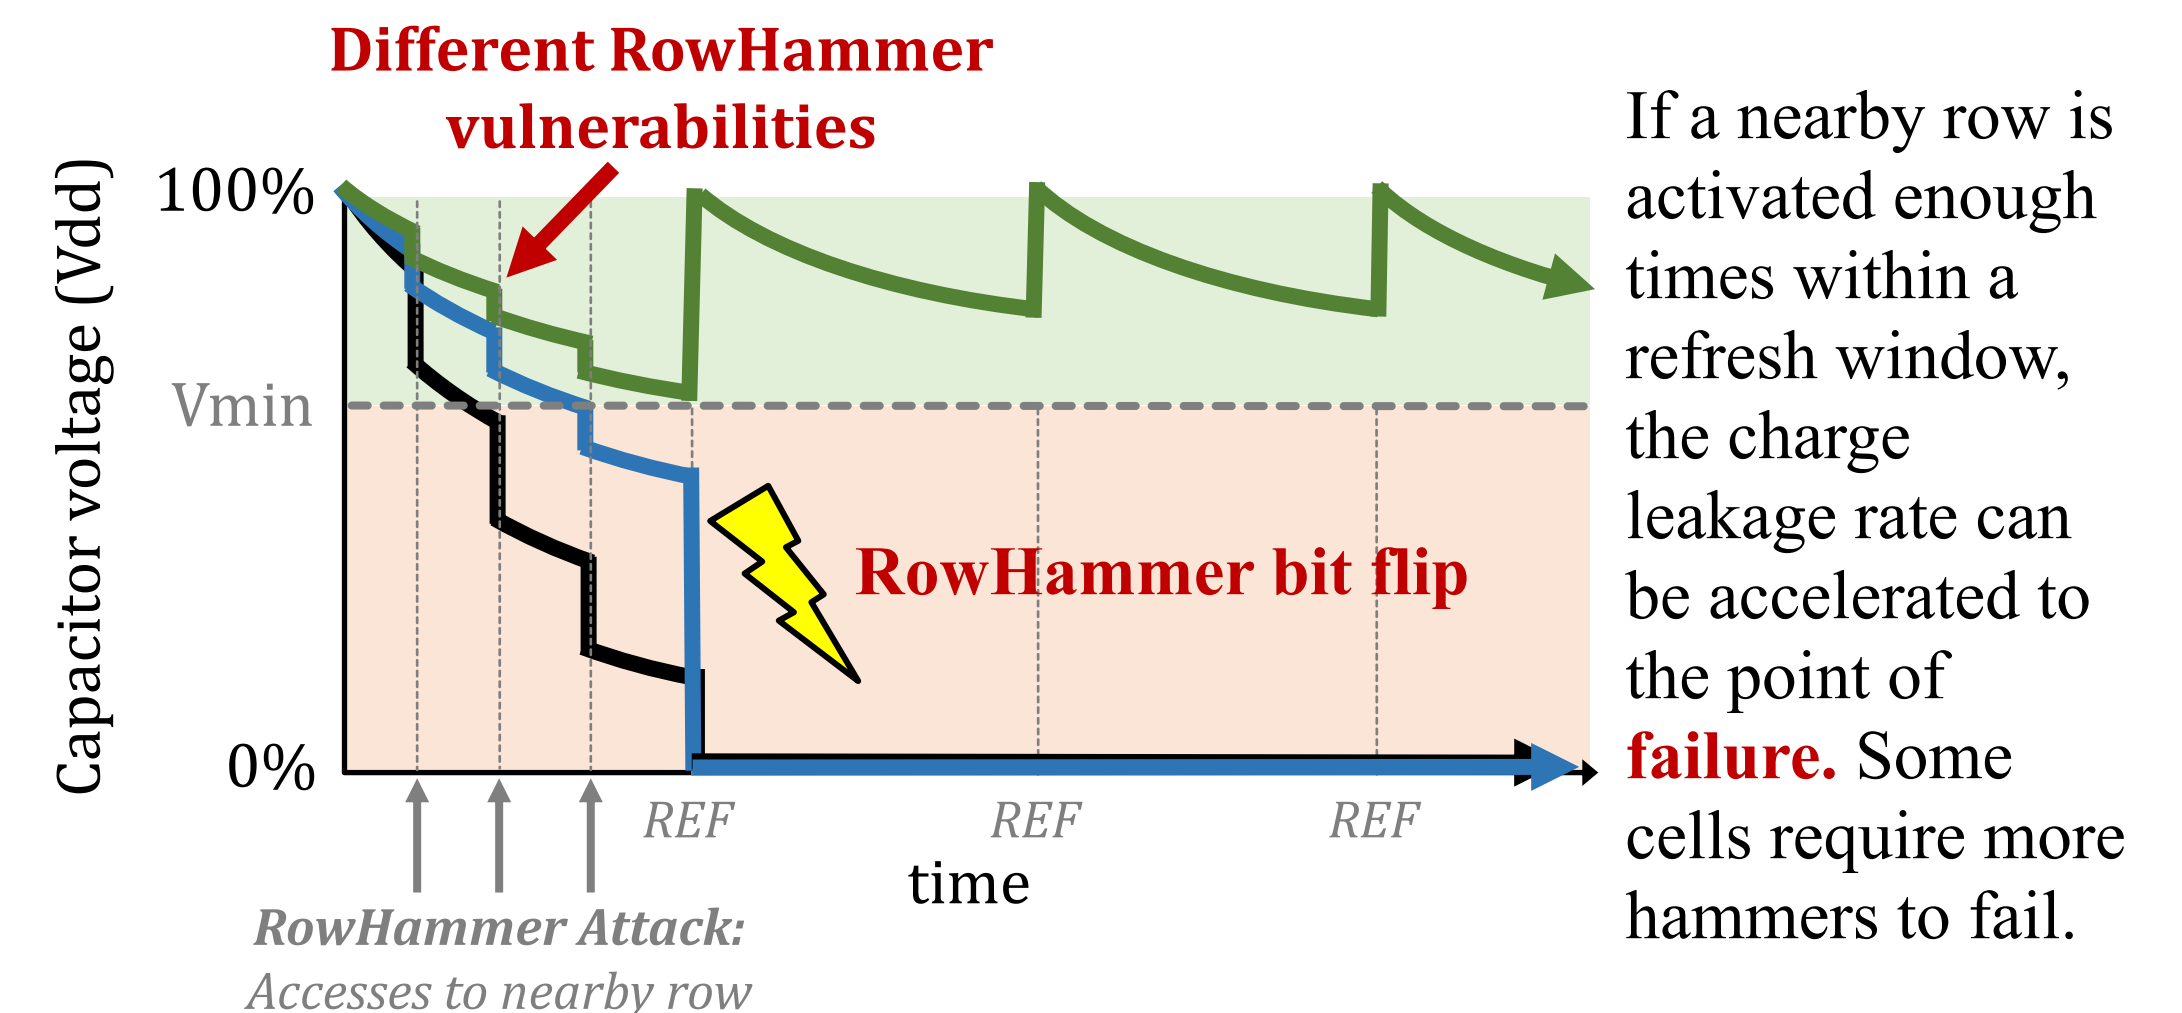 Different RowHammer
vulnerabilities
Capacitor voltage (Vdd)
100%
Vmin
0%
RowHammer bit flip
REF
REF
REF
time
RowHammer Attack:
Accesses to nearby row
If a nearby row is
activated enough
times within a
refresh window,
the charge
leakage rate can
be accelerated to
the point of
failure. Some
cells require more
hammers to fail.